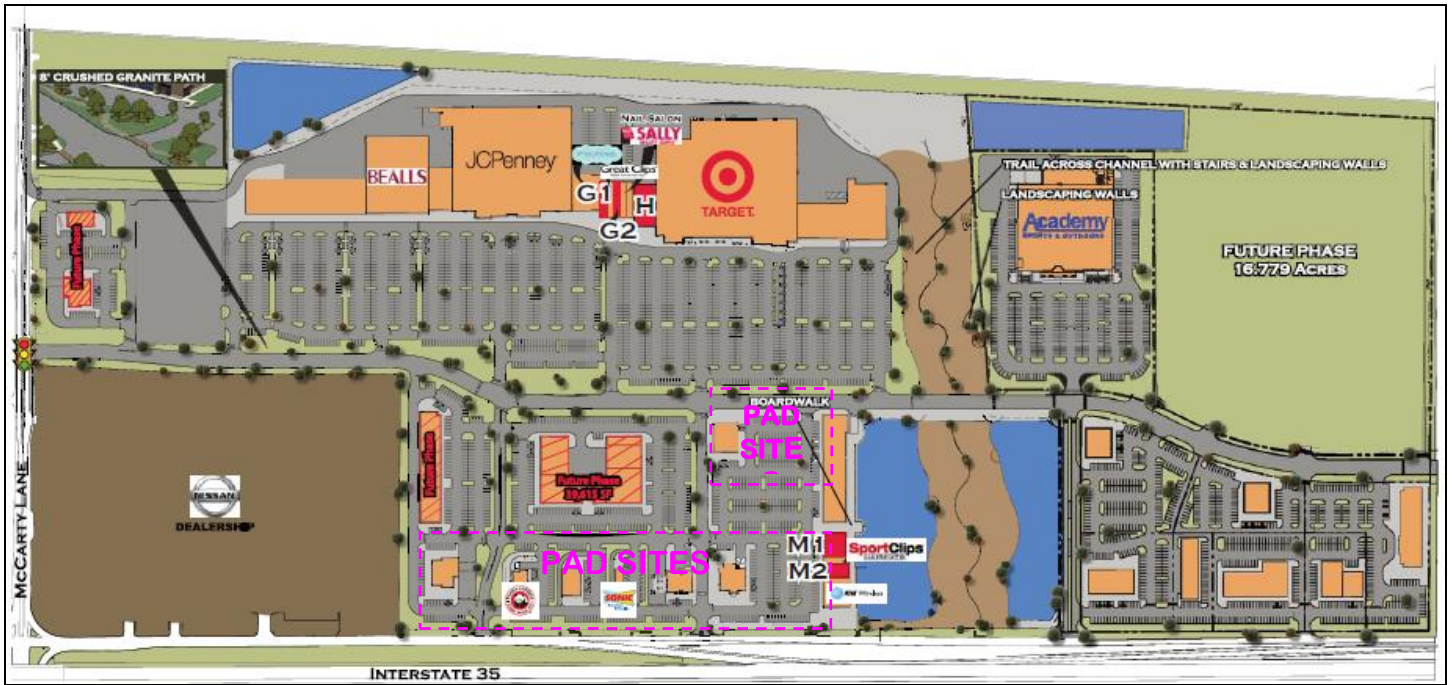 8' CRUSHED GRANITE PATH
NAIL SALON
SALLY
JCPenney
BEALLS
Great Clips
G1
H
G2
TARGET
TRAIL ACROSS CHANNEL WITH STAIRS & LANDSCAPING WALLS
LANDSCAPING WALLS
Academy
SPORTS & OUTDOORS
FUTURE PHASE
16.779 ACRES
Future Phase
BOARDWALK
PAD
SITE
Future Phase
Future Phase
39,615 SF
NISSAN
DEALERSHIP
MCCARTY LANE
PAD SITES
M1
SportClips
HAIRCUTS
M2
SONIC
INTERSTATE 35